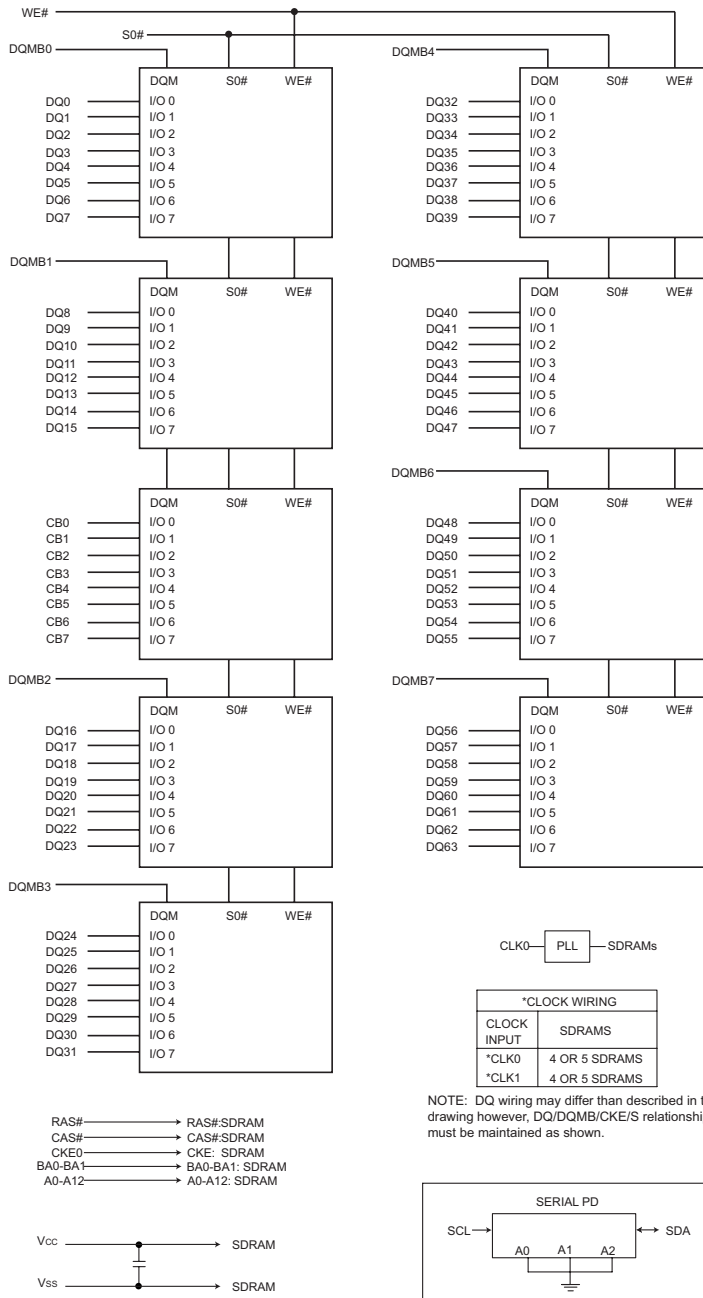 WE#
S0#
DQMB0
DQM S0# WE#
DQ0 I/O 0
DQ1 I/O 1
DQ2 I/O 2
DQ3 I/O 3
DQ4 I/O 4
DQ5 I/O 5
DQ6 I/O 6
DQ7 I/O 7
DQMB1
DQM S0# WE#
DQ8 I/O 0
DQ9 I/O 1
DQ10 I/O 2
DQ11 I/O 3
DQ12 I/O 4
DQ13 I/O 5
DQ14 I/O 6
DQ15 I/O 7
DQM S0# WE#
CB0 I/O 0
CB1 I/O 1
CB2 I/O 2
CB3 I/O 3
CB4 I/O 4
CB5 I/O 5
CB6 I/O 6
CB7 I/O 7
DQMB2
DQM S0# WE#
DQ16 I/O 0
DQ17 I/O 1
DQ18 I/O 2
DQ19 I/O 3
DQ20 I/O 4
DQ21 I/O 5
DQ22 I/O 6
DQ23 I/O 7
DQMB3
DQM S0# WE#
DQ24 I/O 0
DQ25 I/O 1
DQ26 I/O 2
DQ27 I/O 3
DQ28 I/O 4
DQ29 I/O 5
DQ30 I/O 6
DQ31 I/O 7
RAS# RAS#:SDRAM
CAS# CAS#:SDRAM
CKE0 CKE: SDRAM
BA0-BA1 BA0-BA1: SDRAM
A0-A12 A0-A12: SDRAM
Vcc SDRAM
Vss SDRAM
DQMB4
DQM S0# WE#
DQ32 I/O 0
DQ33 I/O 1
DQ34 I/O 2
DQ35 I/O 3
DQ36 I/O 4
DQ37 I/O 5
DQ38 I/O 6
DQ39 I/O 7
DQMB5
DQM S0# WE#
DQ40 I/O 0
DQ41 I/O 1
DQ42 I/O 2
DQ43 I/O 3
DQ44 I/O 4
DQ45 I/O 5
DQ46 I/O 6
DQ47 I/O 7
DQMB6
DQM S0# WE#
DQ48 I/O 0
DQ49 I/O 1
DQ50 I/O 2
DQ51 I/O 3
DQ52 I/O 4
DQ53 I/O 5
DQ54 I/O 6
DQ55 I/O 7
DQMB7
DQM S0# WE#
DQ56 I/O 0
DQ57 I/O 1
DQ58 I/O 2
DQ59 I/O 3
DQ60 I/O 4
DQ61 I/O 5
DQ62 I/O 6
DQ63 I/O 7
CLK0 PLL SDRAMs
*CLOCK WIRING
CLOCK
INPUT SDRAMS
*CLK0 4 OR 5 SDRAMS
*CLK1 4 OR 5 SDRAMS
NOTE: DQ wiring may differ than described in
drawing however, DQ/DQMB/CKE/S
must be maintained as shown.
SERIAL PD
SCL SDA
A0 A1 A2